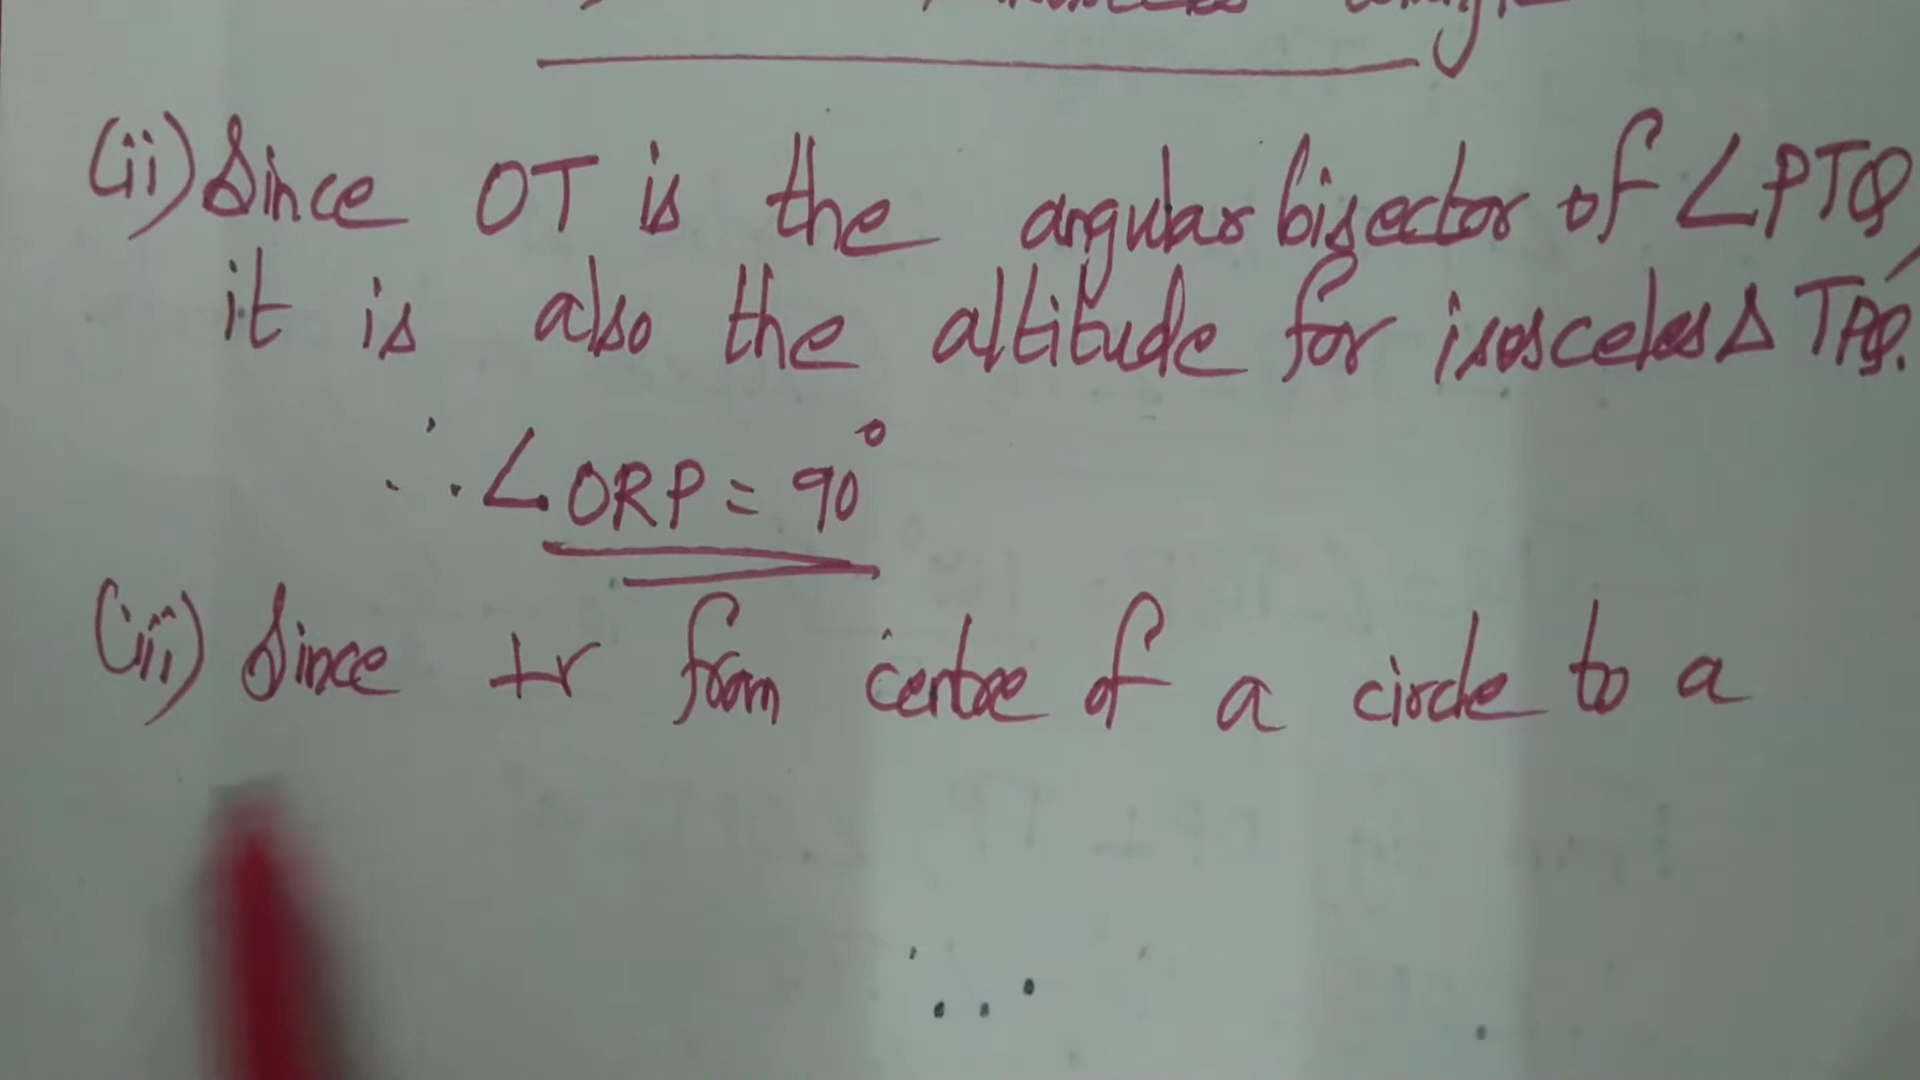 (ii) Since OT is the angular bisector of ∠PTQ,
it is also the altitude for isosceles Δ TPQ.
∴ ∠ORP = 90°
(iii) Since ⊥r from centre of a circle to a